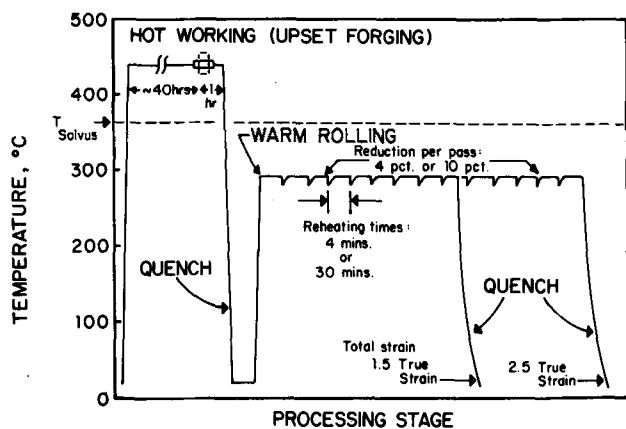 HOT WORKING (UPSET FORGING)
500
400
300
200
100
0
TEMPERATURE, °C
~40hrs
1
hr
T
Solvus
WARM ROLLING
Reduction per pass:
4 pct. or 10 pct.
Reheating times:
4 mins.
or
30 mins.
QUENCH
QUENCH
Total strain
1.5 True
Strain
2.5 True
Strain
PROCESSING STAGE